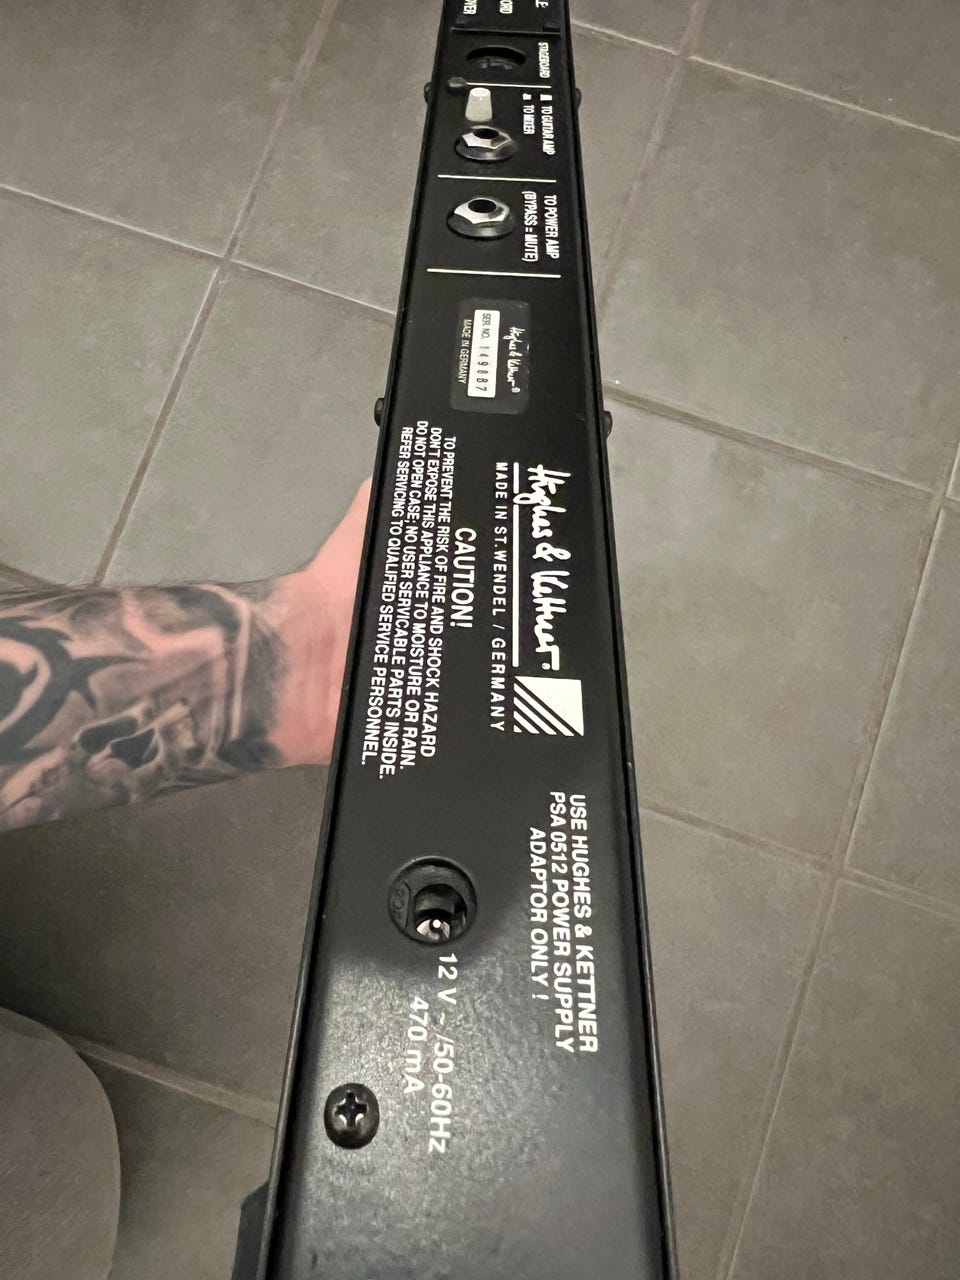 STAGEBOARD
TO GUITAR AMP
TO MIXER
TO POWER AMP
(BYPASS = MUTE)
Hughes & Kettner®
SER NO. 149887
MADE IN GERMANY
Hughes & Kettner®
MADE IN ST. WENDEL / GERMANY
CAUTION!
TO PREVENT THE RISK OF FIRE AND SHOCK HAZARD
DON'T EXPOSE THIS APPLIANCE TO MOISTURE OR RAIN.
DO NOT OPEN CASE; NO USER SERVICABLE PARTS INSIDE.
REFER SERVICING TO QUALIFIED SERVICE PERSONNEL.
USE HUGHES & KETTNER
PSA 0512 POWER SUPPLY
ADAPTOR ONLY !
12 V ~ /50-60Hz
470 mA